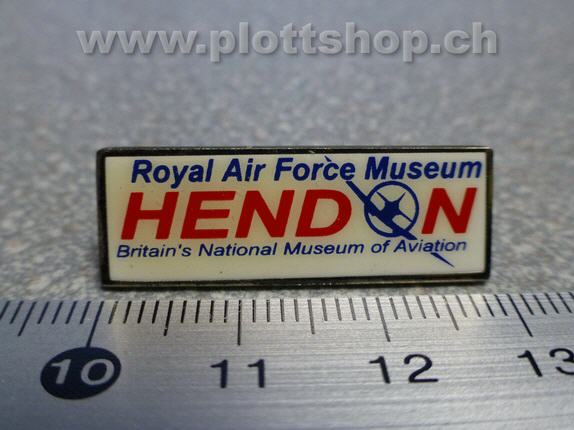 www.plottshop.ch
Royal Air Force Museum
HENDON
Britain's National Museum of Aviation
10 11 12 13